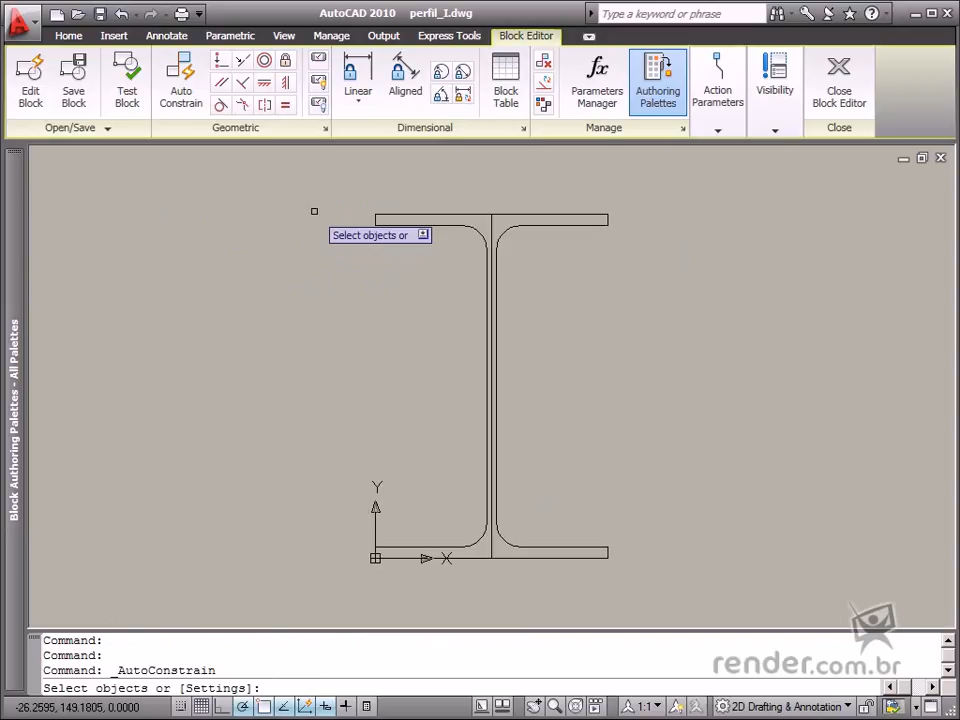 AutoCAD 2010 perfil_I.dwg
Type a keyword or phrase
Home Insert Annotate Parametric View Manage Output Express Tools Block Editor
Edit Block
Save Block
Test Block
Auto Constrain
Linear
Aligned
Block Table
Parameters Manager
Authoring Palettes
Action Parameters
Visibility
Close Block Editor
Open/Save
Geometric
Dimensional
Manage
Close
Select objects or
Block Authoring Palettes - All Palettes
Y
X
Command:
Command:
Command: _AutoConstrain
Select objects or [Settings]:
render.com.br
-26.2595, 149.1805, 0.0000
1:1
2D Drafting & Annotation